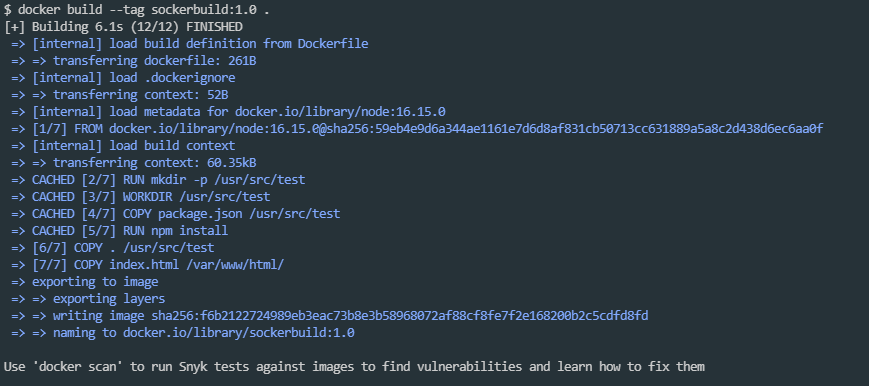 $ docker build --tag sockerbuild:1.0 .
[+] Building 6.1s (12/12) FINISHED
=> [internal] load build definition from Dockerfile
=> => transferring dockerfile: 261B
=> [internal] load .dockerignore
=> => transferring context: 52B
=> [internal] load metadata for docker.io/library/node:16.15.0
=> [1/7] FROM docker.io/library/node:16.15.0@sha256:59eb4e9d6a344ae1161e7d6d8af831cb50713cc631889a5a8c2d438d6ec6aa0f
=> [internal] load build context
=> => transferring context: 60.35kB
=> CACHED [2/7] RUN mkdir -p /usr/src/test
=> CACHED [3/7] WORKDIR /usr/src/test
=> CACHED [4/7] COPY package.json /usr/src/test
=> CACHED [5/7] RUN npm install
=> [6/7] COPY . /usr/src/test
=> [7/7] COPY index.html /var/www/html/
=> exporting to image
=> => exporting layers
=> => writing image sha256:f6b2122724989eb3eac73b8e3b58968072af88cf8fe7f2e168200b2c5cdfd8fd
=> => naming to docker.io/library/sockerbuild:1.0
Use 'docker scan' to run Snyk tests against images to find vulnerabilities and learn how to fix them